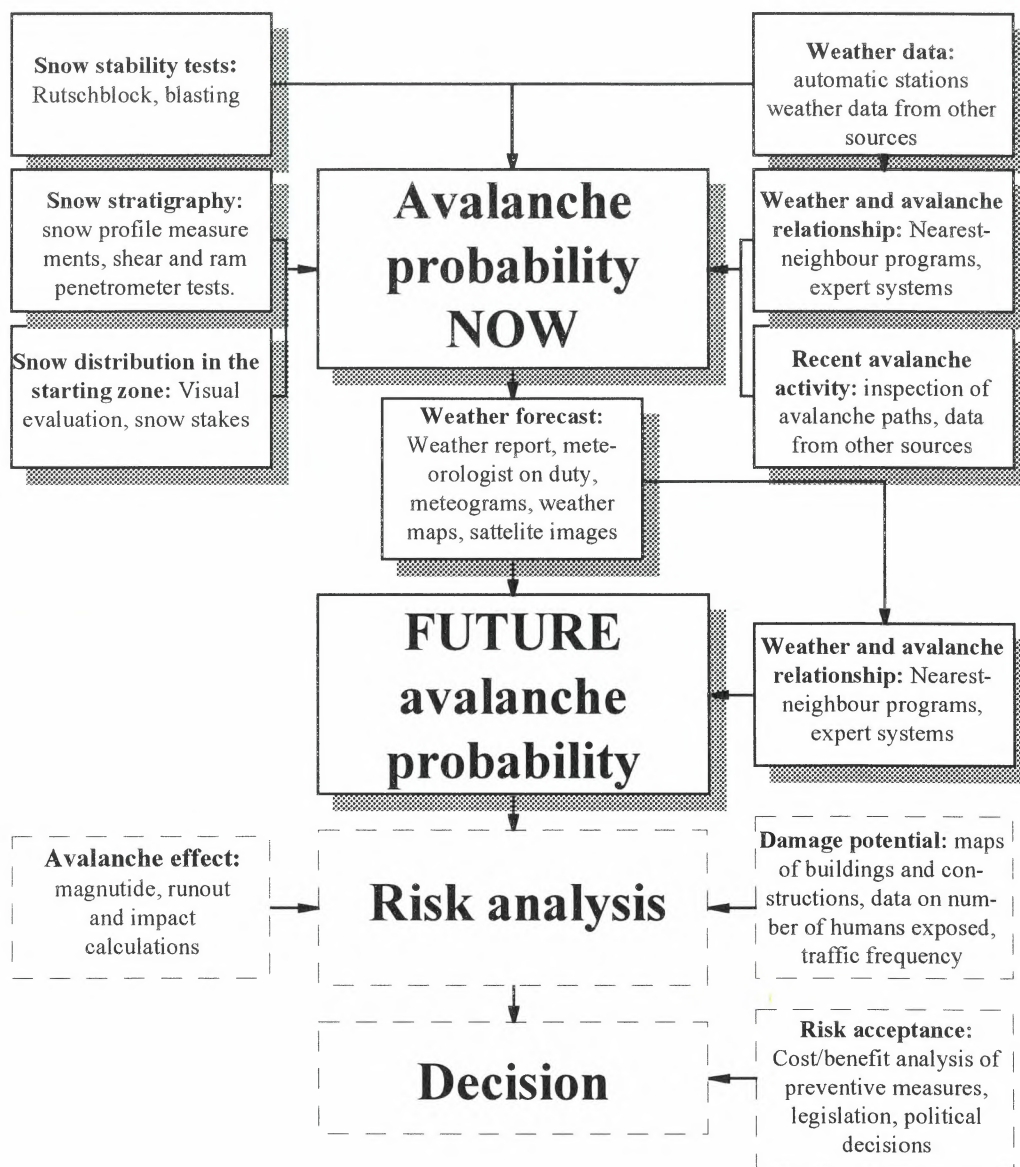 Snow stability tests:
Rutschblock, blasting
Weather data:
automatic stations
weather data from other
sources
Snow stratigraphy:
snow profile measure
ments, shear and ram
penetrometer tests.
Avalanche
probability
NOW
Weather and avalanche
relationship: Nearest-
neighbour programs,
expert systems
Snow distribution in the
starting zone: Visual
evaluation, snow stakes
Recent avalanche
activity: inspection of
avalanche paths, data
from other sources
Weather forecast:
Weather report, mete-
orologist on duty,
meteograms, weather
maps, sattelite images
FUTURE
avalanche
probability
Weather and avalanche
relationship: Nearest-
neighbour programs,
expert systems
Avalanche effect:
magnutide, runout
and impact
calculations
Risk analysis
Damage potential: maps
of buildings and con-
structions, data on num-
ber of humans exposed,
traffic frequency
Decision
Risk acceptance:
Cost/benefit analysis of
preventive measures,
legislation, political
decisions